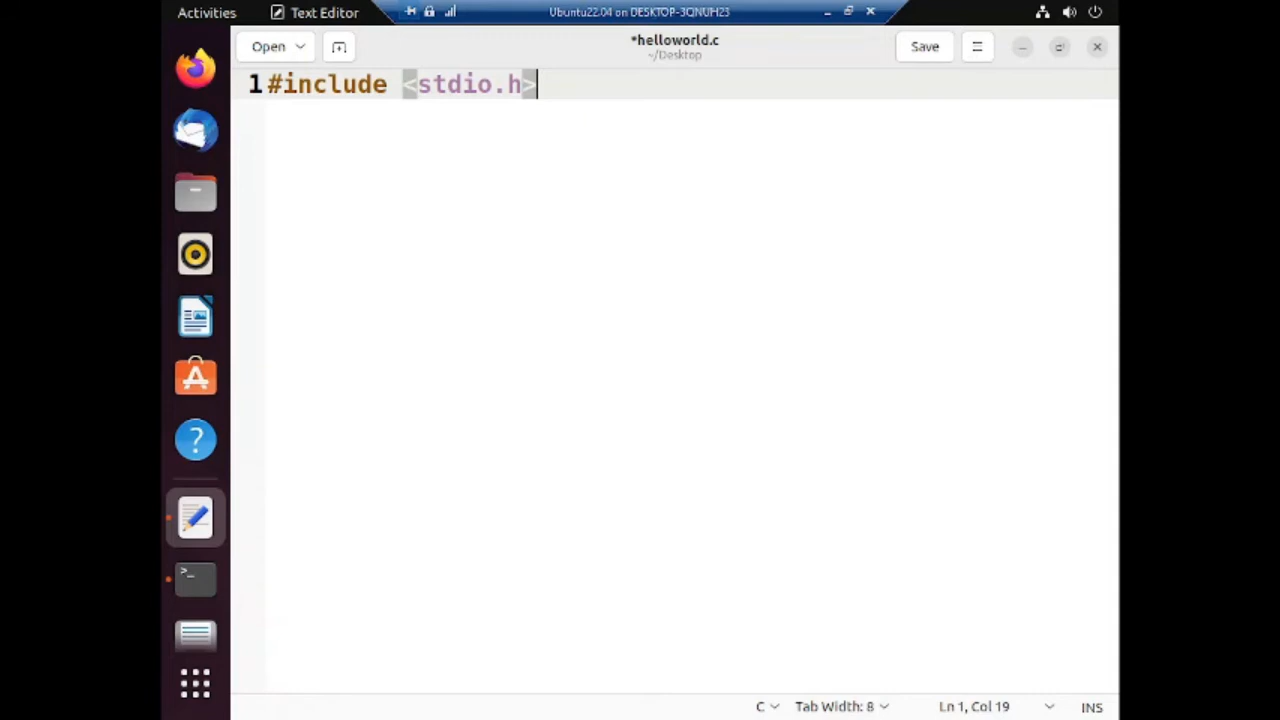 Activities
Text Editor
Ubuntu22.04 on DESKTOP-3QNUH23
Open
*helloworld.c
~/Desktop
Save
1 #include <stdio.h>
C
Tab Width: 8
Ln 1, Col 19
INS